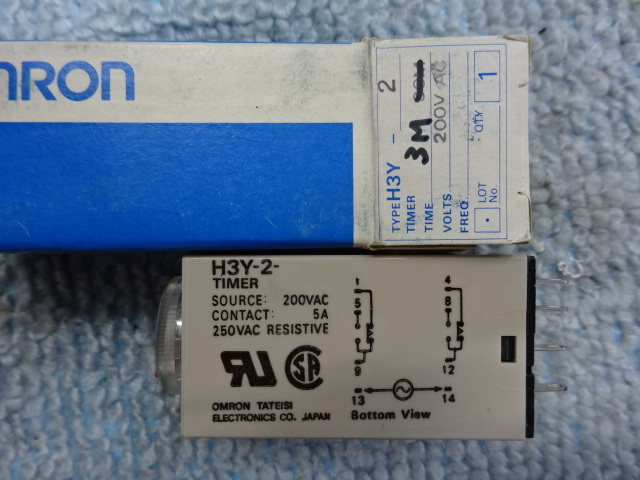 MRON
TYPE H3Y - 2
TIMER
TIME 3M
VOLTS 200V AC
FREQ.
LOT No.
QTY 1
H3Y-2-
TIMER
SOURCE: 200VAC
CONTACT: 5A
250VAC RESISTIVE
1 4
5 8
9 12
13 14
Bottom View
OMRON TATEISI
ELECTRONICS CO. JAPAN